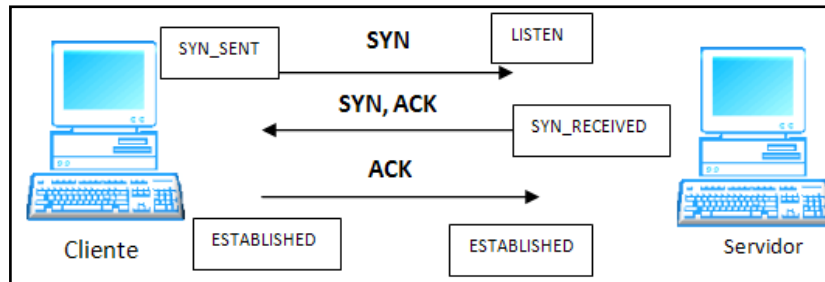 SYN_SENT
SYN
LISTEN
SYN, ACK
SYN_RECEIVED
ACK
ESTABLISHED
ESTABLISHED
Cliente
Servidor